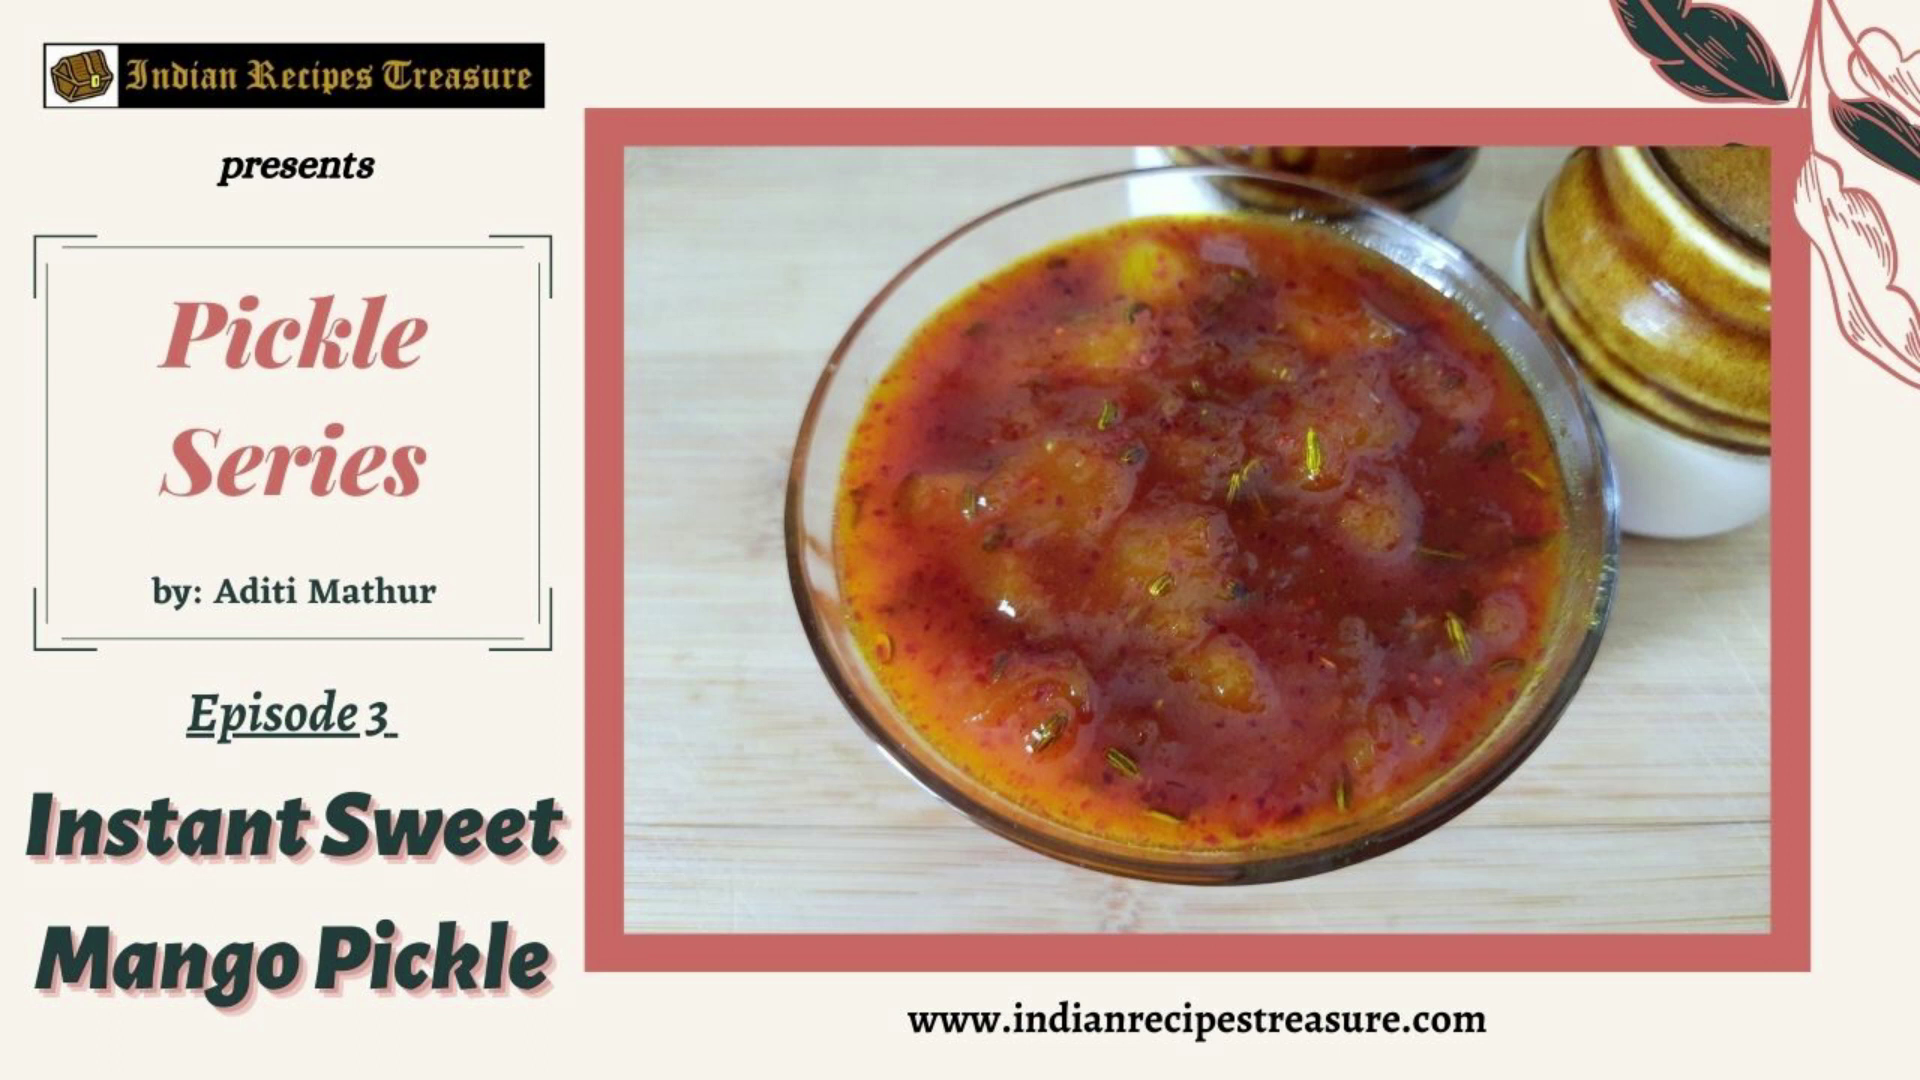 Indian Recipes Treasure
presents
Pickle
Series
by: Aditi Mathur
Episode 3
Instant Sweet
Mango Pickle
www.indianrecipestreasure.com